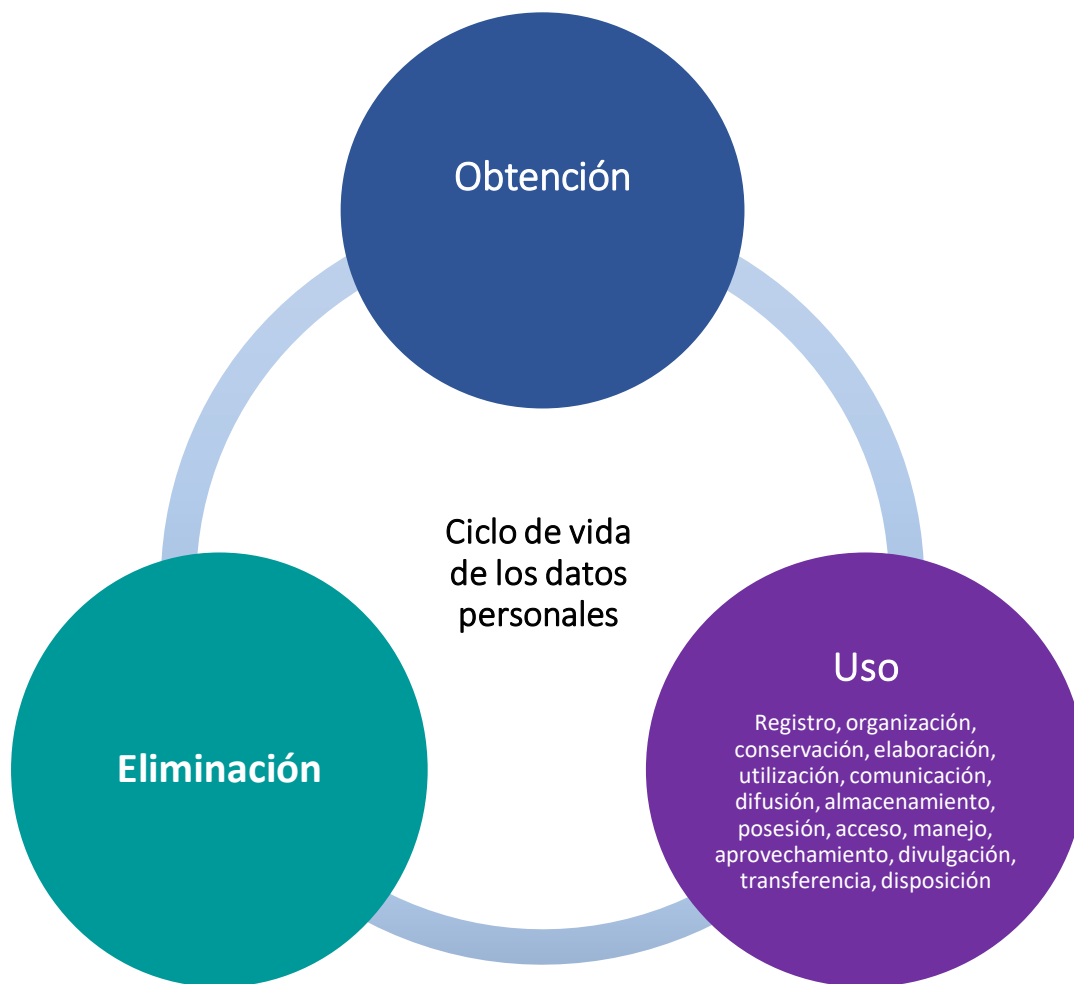 Obtención
Ciclo de vida
de los datos
personales
Uso
Registro, organización,
conservación, elaboración,
utilización, comunicación,
difusión, almacenamiento,
posesión, acceso, manejo,
aprovechamiento, divulgación,
transferencia, disposición
Eliminación